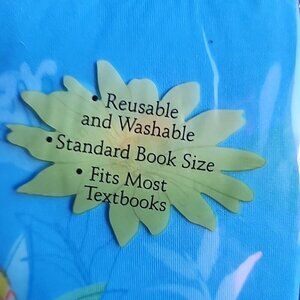 • Reusable
and Washable
• Standard Book Size
• Fits Most
Textbooks